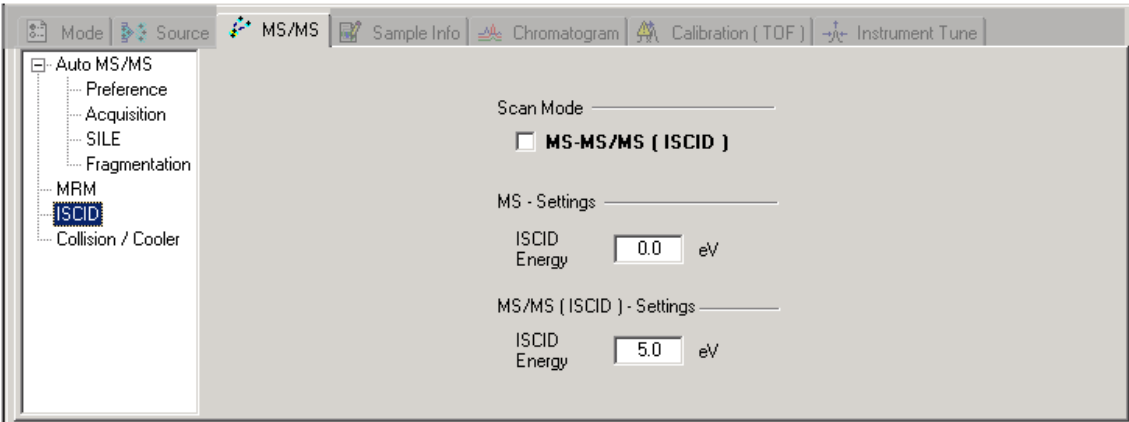 Mode Source MS/MS Sample Info Chromatogram Calibration ( TOF ) Instrument Tune
Auto MS/MS
Preference
Acquisition
SILE
Fragmentation
MRM
ISCID
Collision / Cooler
Scan Mode
MS-MS/MS ( ISCID )
MS - Settings
ISCID
Energy 0.0 eV
MS/MS ( ISCID ) - Settings
ISCID
Energy 5.0 eV